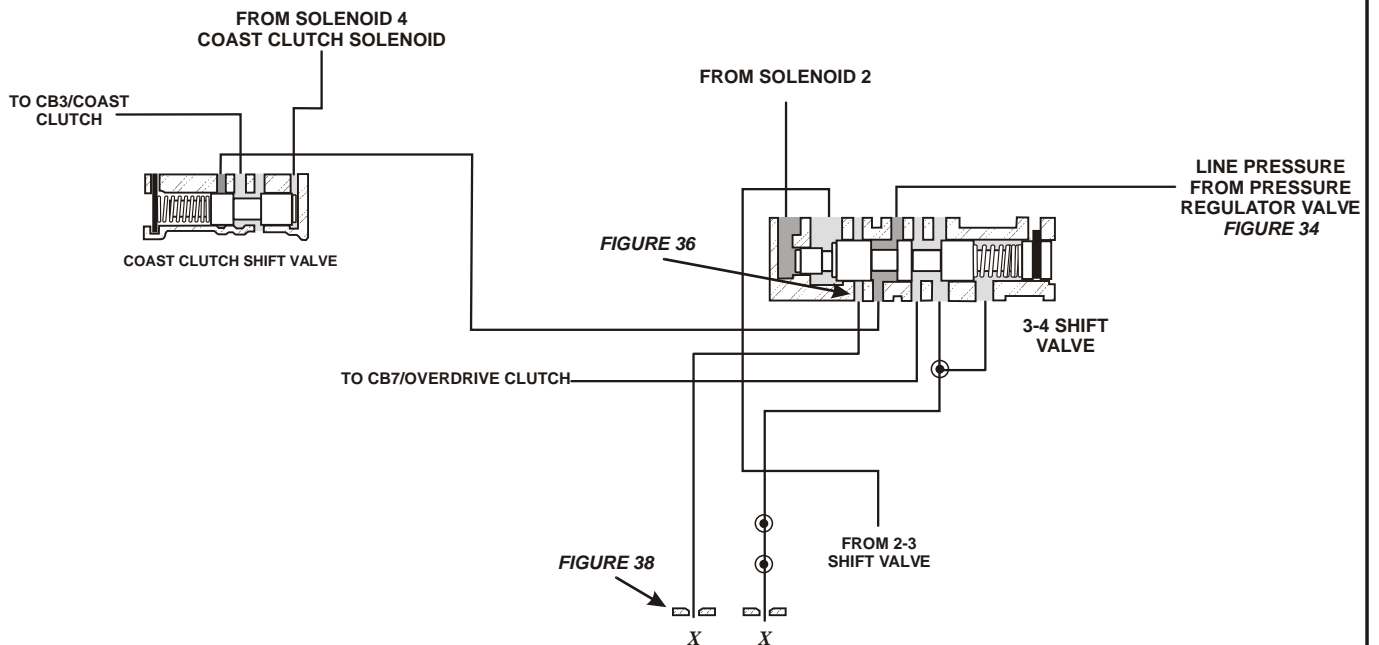 FROM SOLENOID 4
COAST CLUTCH SOLENOID
TO CB3/COAST
CLUTCH
COAST CLUTCH SHIFT VALVE
FROM SOLENOID 2
LINE PRESSURE
FROM PRESSURE
REGULATOR VALVE
FIGURE 34
FIGURE 36
3-4 SHIFT
VALVE
TO CB7/OVERDRIVE CLUTCH
FROM 2-3
SHIFT VALVE
FIGURE 38
X
X